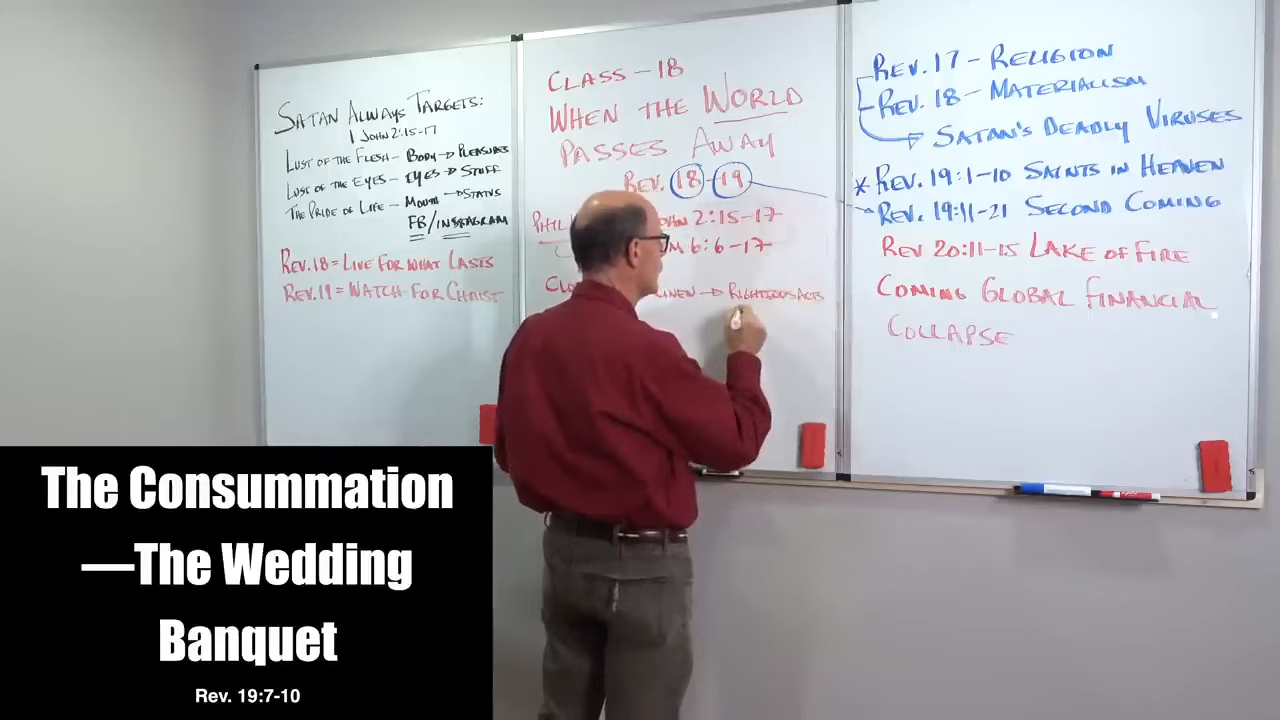 SATAN ALWAYS TARGETS:
1 JOHN 2:15-17
LUST OF THE FLESH - BODY → PLEASURES
LUST OF THE EYES - EYES → STUFF
THE PRIDE OF LIFE - MOUTH → STATUS
FB/INSTAGRAM
REV. 18 = LIVE FOR WHAT LASTS
REV. 19 = WATCH FOR CHRIST
CLASS - 18
WHEN THE WORLD
PASSES AWAY
REV. 18-19
PHIL
2:15-17
6:6-17
LINEN → RIGHTEOUS ACTS
REV. 17 - RELIGION
REV. 18 - MATERIALISM
SATAN'S DEADLY VIRUSES
* REV. 19:1-10 SAINTS IN HEAVEN
REV. 19:11-21 SECOND COMING
REV 20:11-15 LAKE OF FIRE
COMING GLOBAL FINANCIAL
COLLAPSE
The Consummation
—The Wedding
Banquet
Rev. 19:7-10